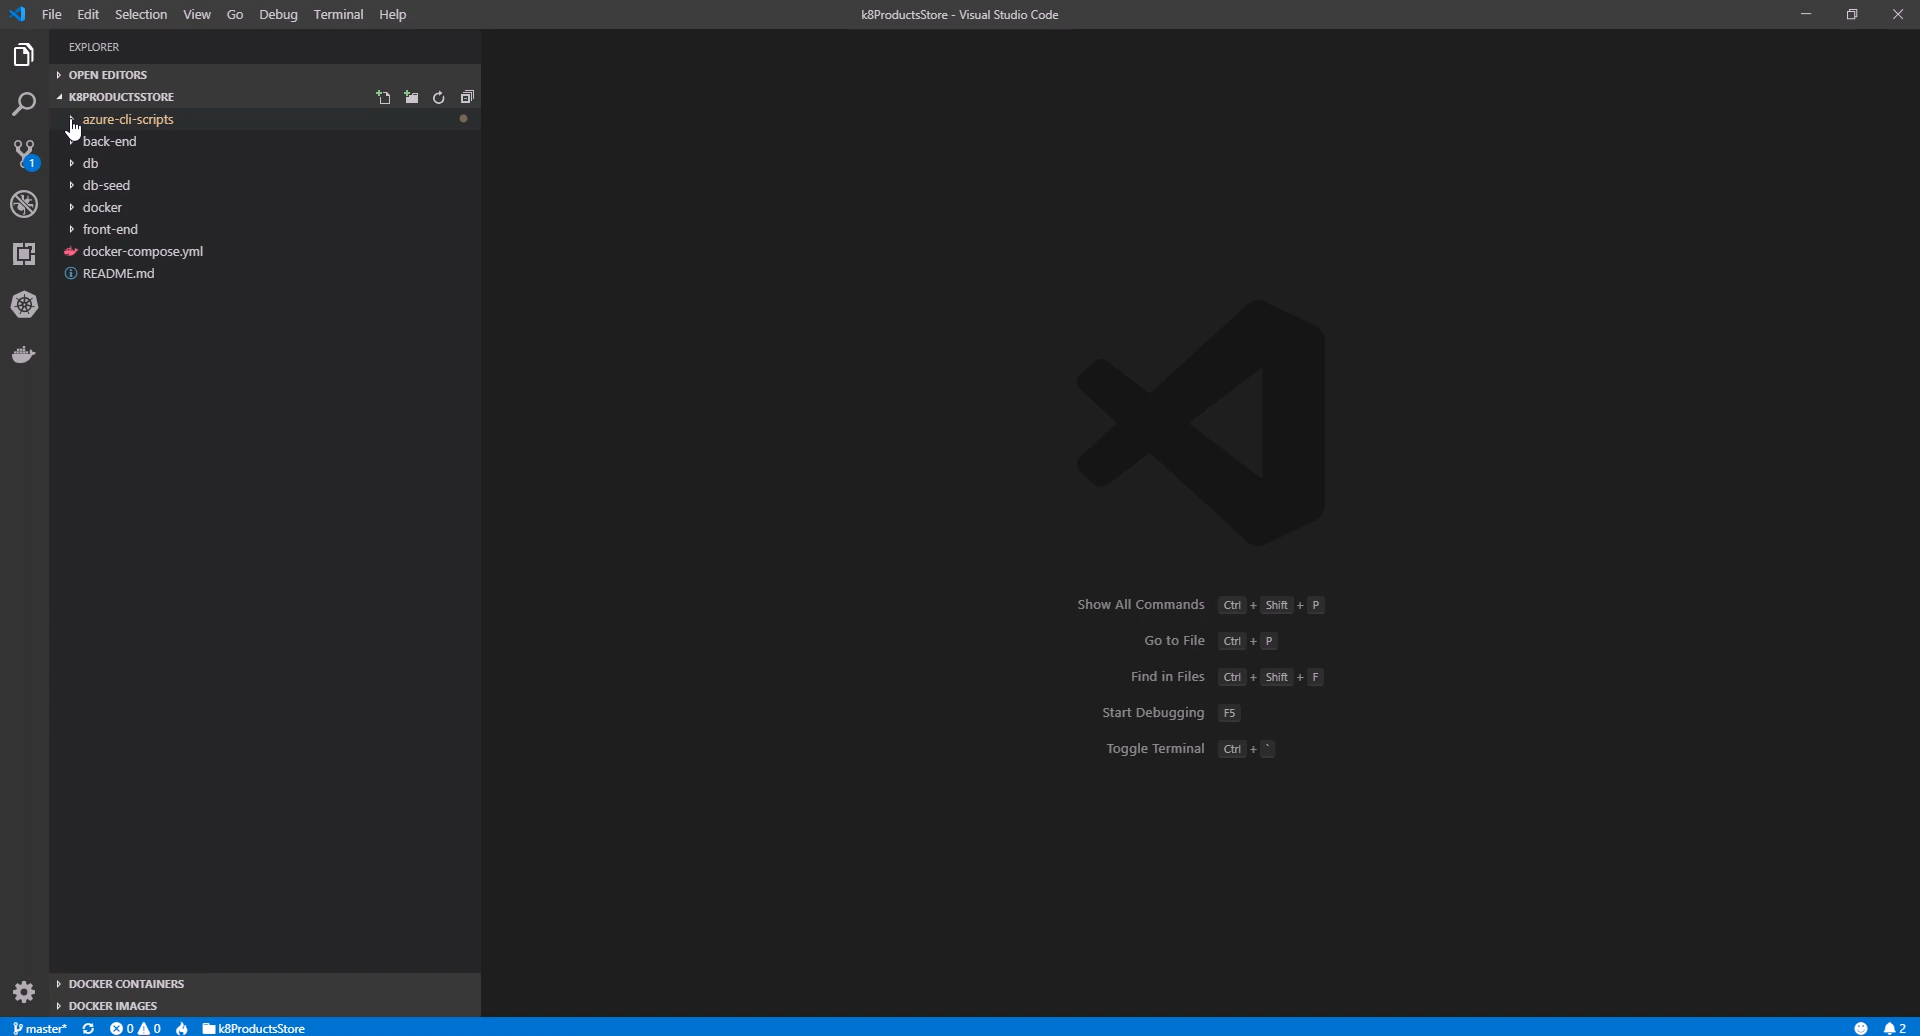 File Edit Selection View Go Debug Terminal Help
k8ProductsStore - Visual Studio Code
EXPLORER
OPEN EDITORS
K8PRODUCTSSTORE
azure-cli-scripts
back-end
db
db-seed
docker
front-end
docker-compose.yml
README.md
1
Show All Commands Ctrl + Shift + P
Go to File Ctrl + P
Find in Files Ctrl + Shift + F
Start Debugging F5
Toggle Terminal Ctrl + `
DOCKER CONTAINERS
DOCKER IMAGES
master* 0 0 k8ProductsStore 2